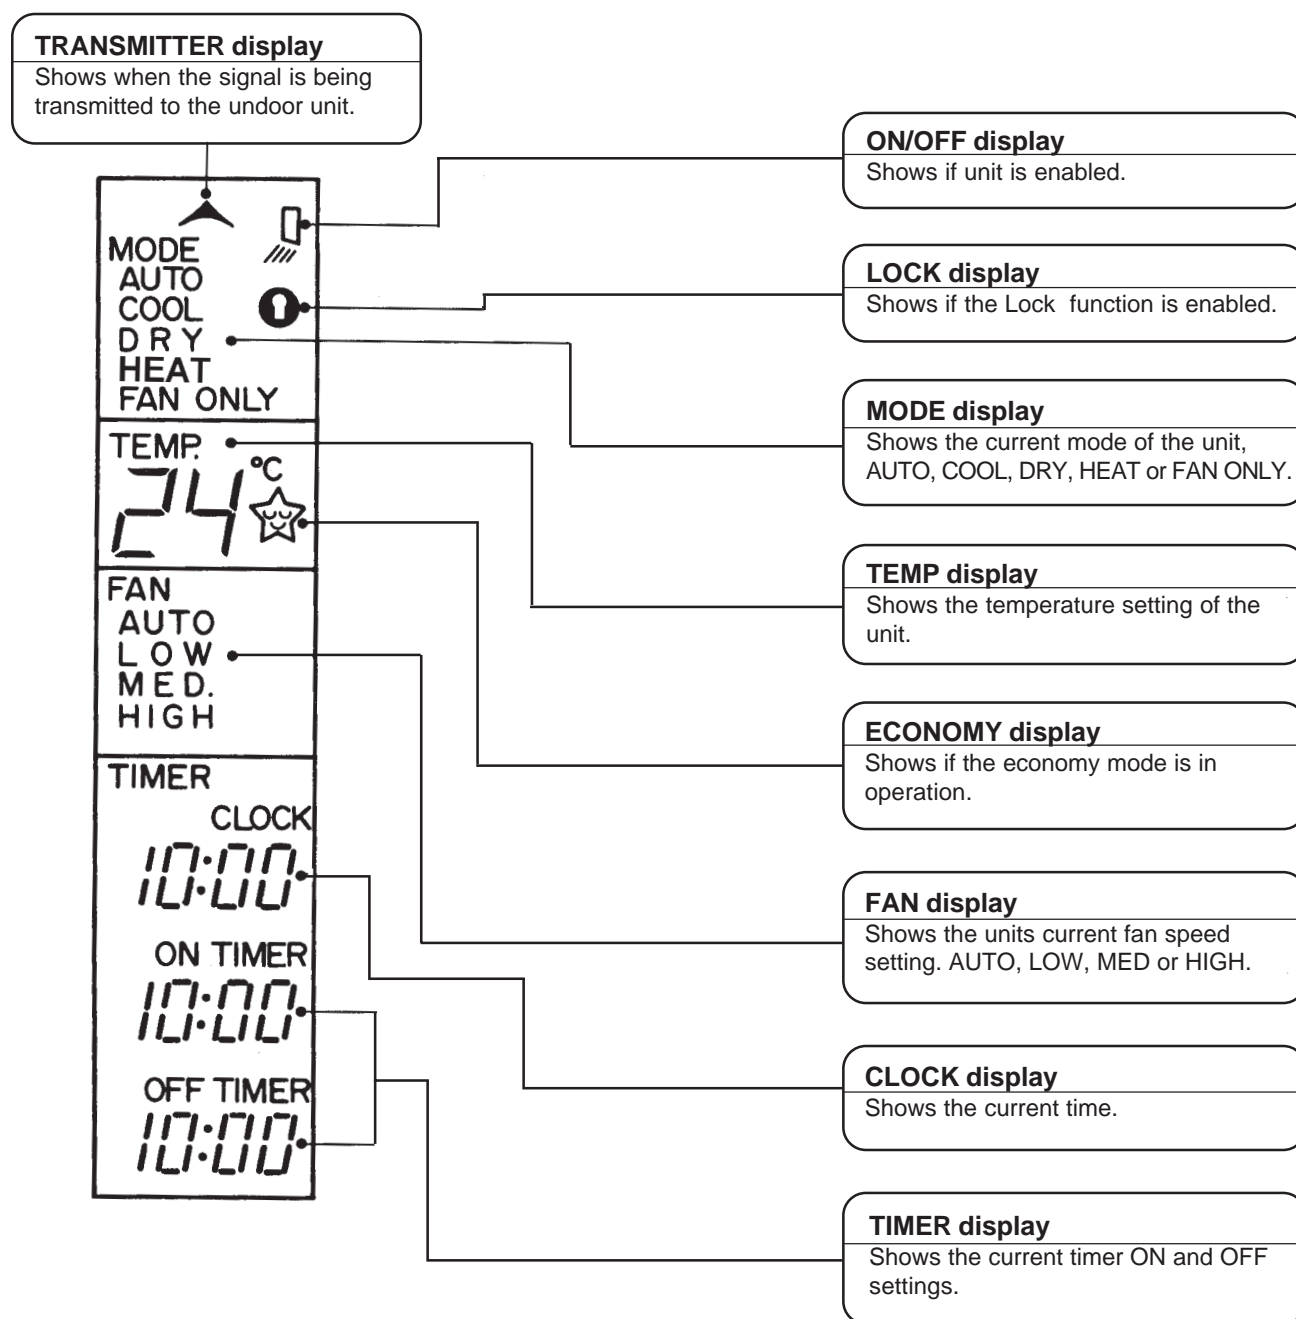 TRANSMITTER display
Shows when the signal is being
transmitted to the undoor unit.
MODE
AUTO
COOL
DRY
HEAT
FAN ONLY
TEMP.
24 °C
FAN
AUTO
LOW
MED.
HIGH
TIMER
CLOCK
10:00
ON TIMER
10:00
OFF TIMER
10:00
ON/OFF display
Shows if unit is enabled.
LOCK display
Shows if the Lock function is enabled.
MODE display
Shows the current mode of the unit,
AUTO, COOL, DRY, HEAT or FAN ONLY.
TEMP display
Shows the temperature setting of the
unit.
ECONOMY display
Shows if the economy mode is in
operation.
FAN display
Shows the units current fan speed
setting. AUTO, LOW, MED or HIGH.
CLOCK display
Shows the current time.
TIMER display
Shows the current timer ON and OFF
settings.